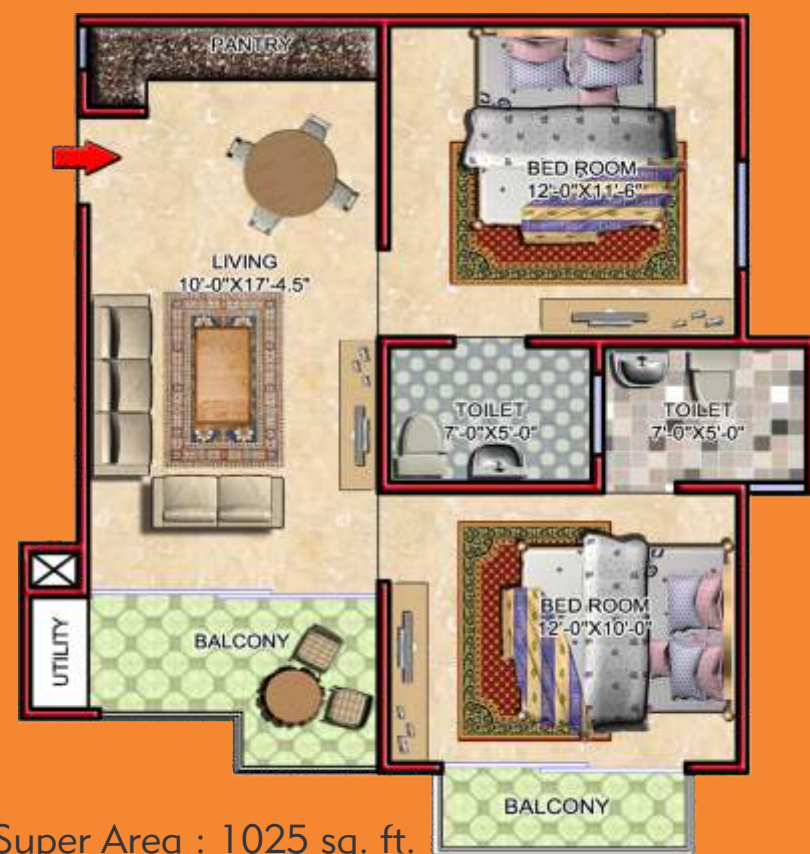 PANTRY
BED ROOM
12'-0"X11'-6"
LIVING
10'-0"X17'-4.5"
TOILET
7'-0"X5'-0"
TOILET
7'-0"X5'-0"
BED ROOM
12'-0"X10'-0"
UTILITY
BALCONY
BALCONY
Super Area : 1025 sq. ft.